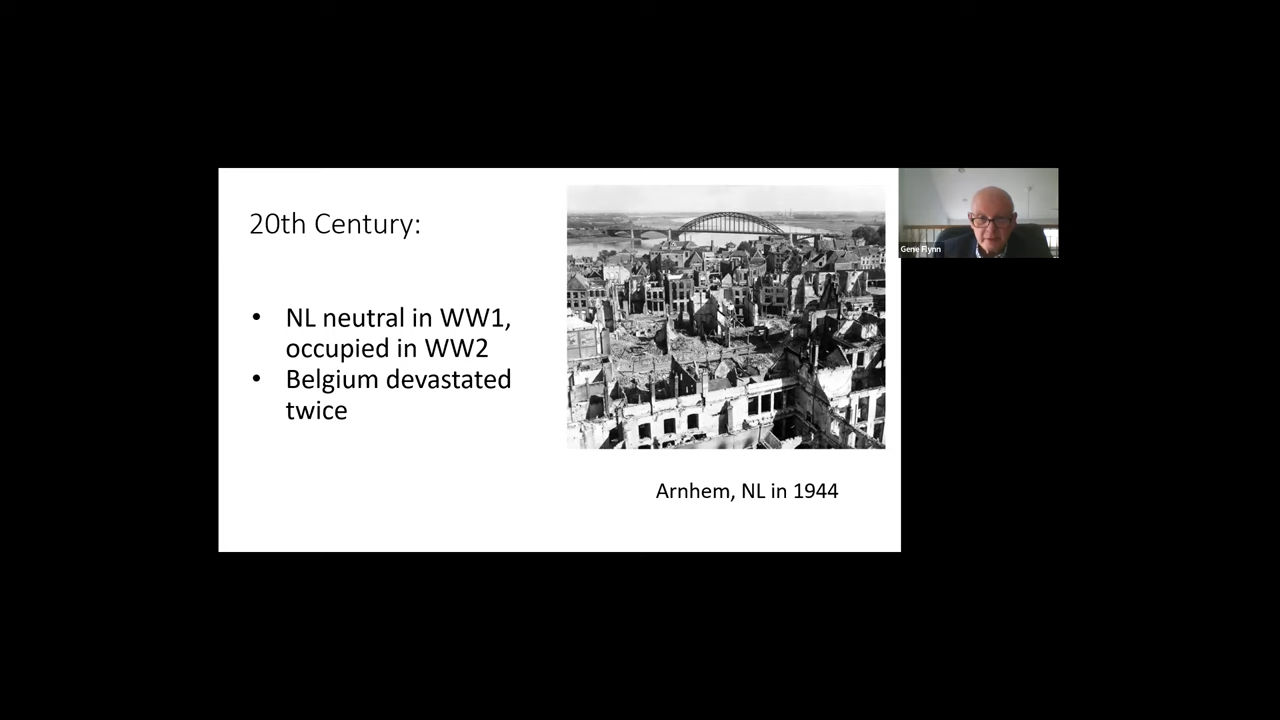 20th Century:
• NL neutral in WW1,
occupied in WW2
• Belgium devastated
twice
Arnhem, NL in 1944
Gene Flynn